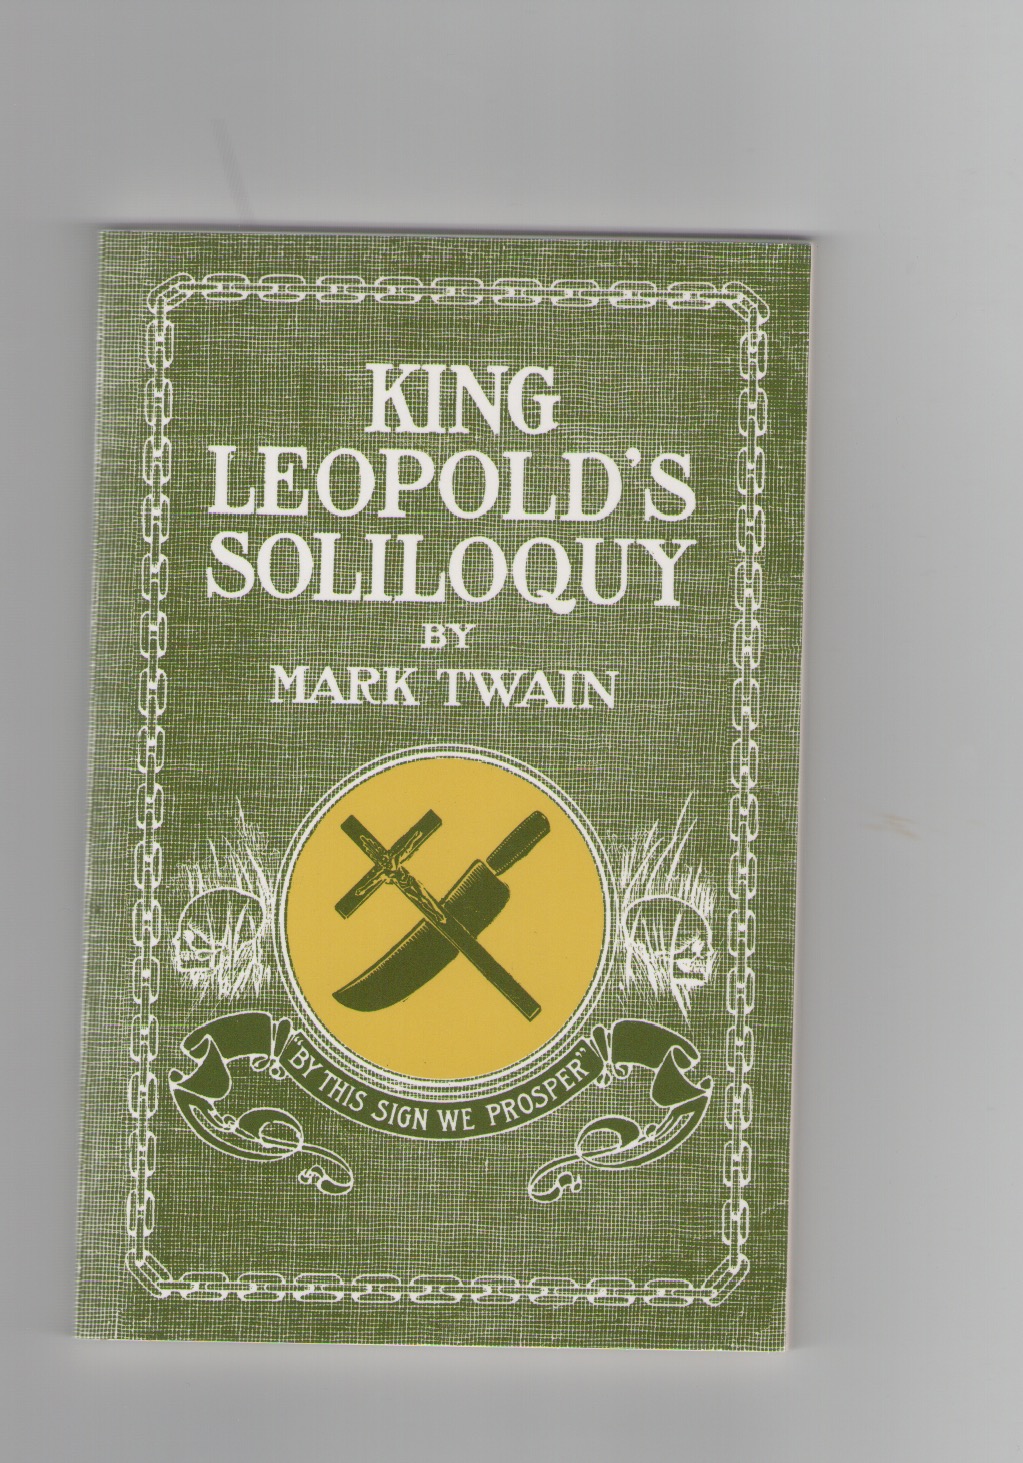 KING
LEOPOLD'S
SOLILOQUY
BY
MARK TWAIN
"BY THIS SIGN WE PROSPER"